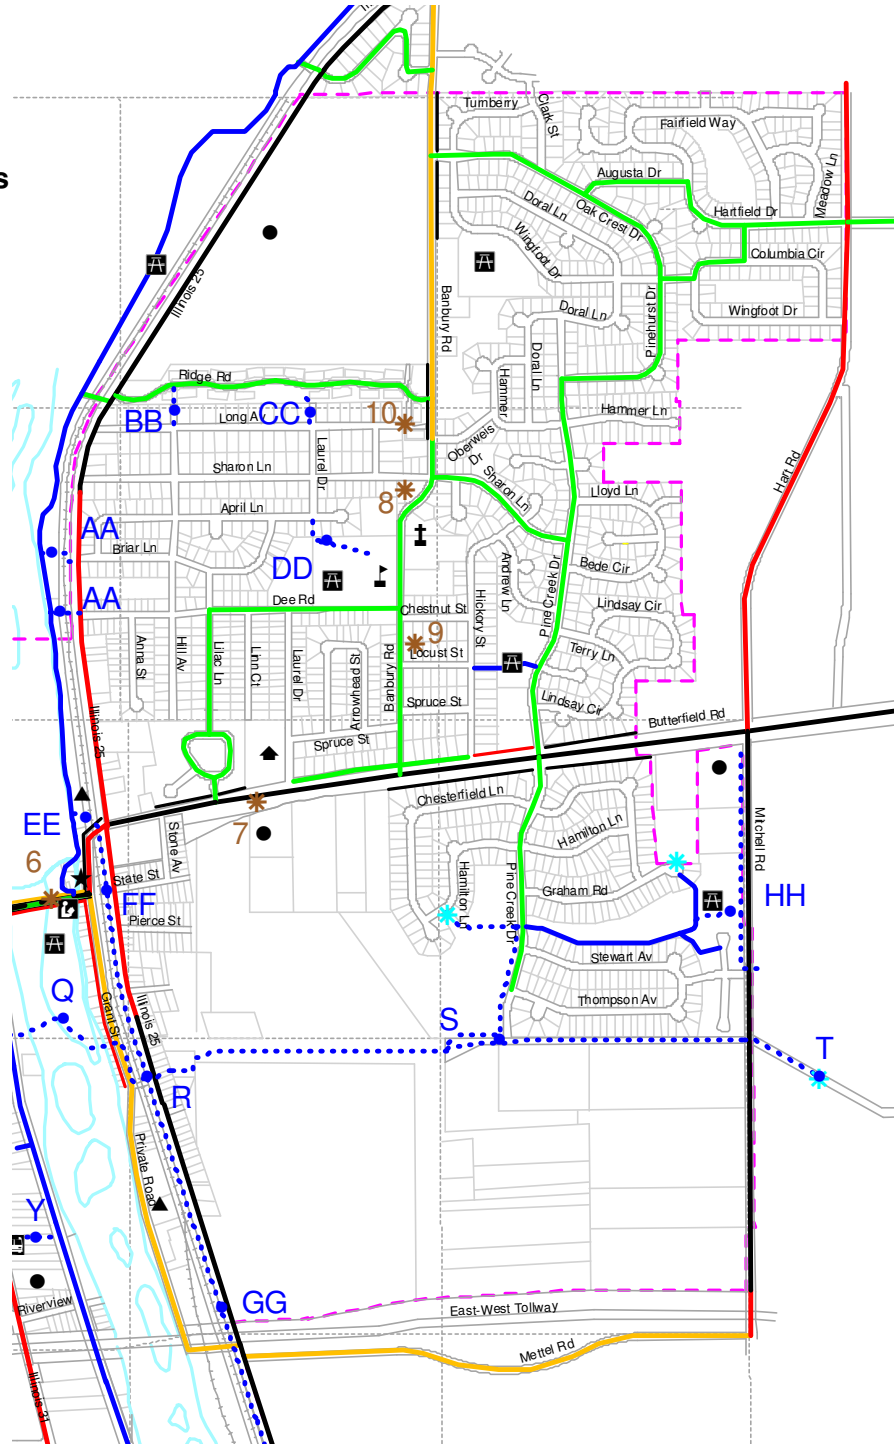 s
Turnberry
Clark St
Fairfield Way
Meadow Ln
Augusta Dr
Doral Ln
Oak Crest Dr
Hartfield Dr
Wingfoot Dr
Columbia Cir
Illinois 25
Banbury Rd
Doral Ln
Pinehurst Dr
Wingfoot Dr
Ridge Rd
Doral Ln
Hammer
BB
Long A
CC
10
Hammer Ln
Laurel Dr
Oberweis
Dr
Sharon Ln
Hart Rd
Sharon Ln
Lloyd Ln
8
April Ln
AA
Briar Ln
DD
Andrew Ln
Bede Cir
Pine Creek Dr
AA
Dee Rd
Chestnut St
Hickory St
Lindsay Cir
9
Anna St
Hill Av
Lilac Ln
Linn Ct
Laurel Dr
Arrowhead St
Banbury Rd
Locust St
Terry Ln
Spruce St
Lindsay Cir
Illinois 25
Spruce St
Butterfield Rd
Chesterfield Ln
EE
7
Stone Av
Hamilton Ln
Mitchell Rd
6
State St
Hamilton Ln
Pine Creek Dr
Graham Rd
HH
FF
Pierce St
Stewart Av
Q
Grant St
Illinois 25
Thompson Av
S
T
R
Private Road
Y
Riverview
GG
East-West Tollway
Mettel Rd
Illinois 31